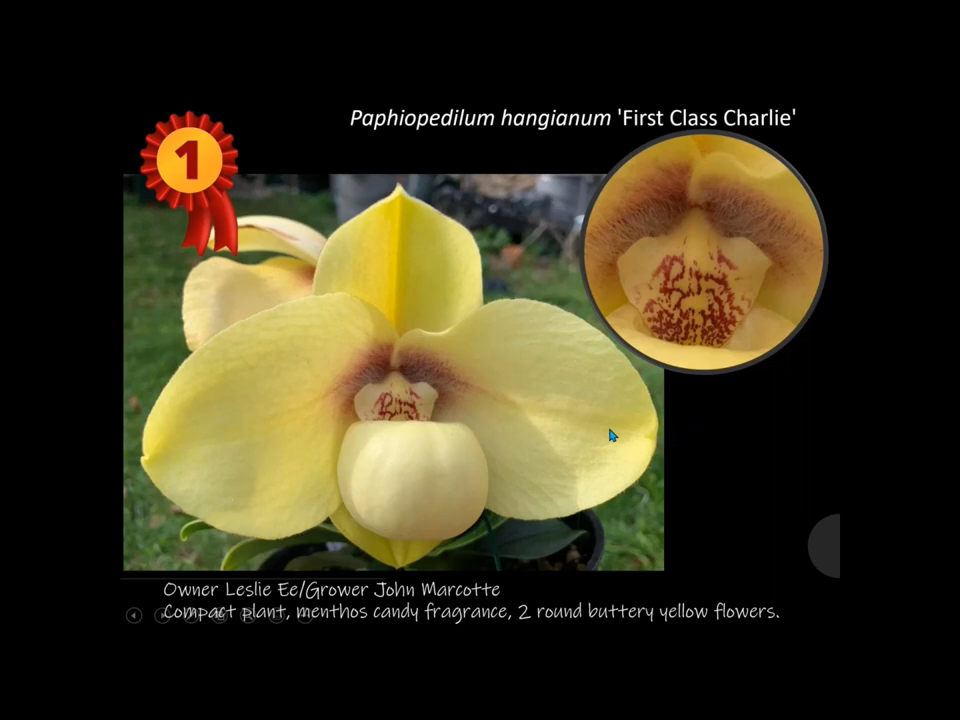 Paphiopedilum hangianum 'First Class Charlie'
1
Owner Leslie Ee/Grower John Marcotte
Compact plant, menthos candy fragrance, 2 round buttery yellow flowers.